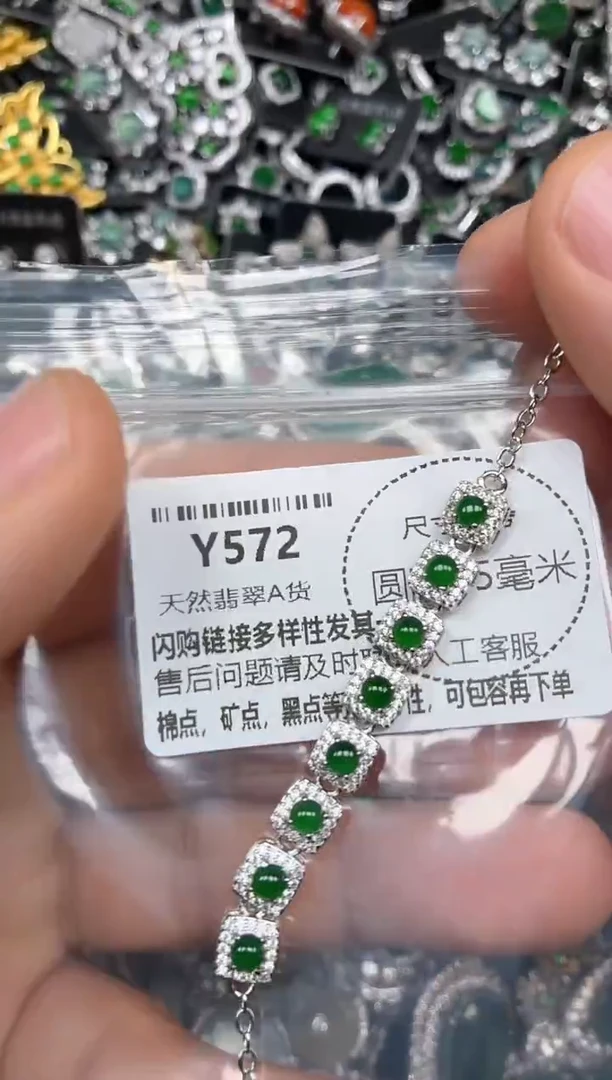 Y572
天然翡翠A货
尺寸
圆 5毫米
闪购链接多样性发其
售后问题请及时 人工客服
棉点，矿点，黑点等 性，可包容再下单